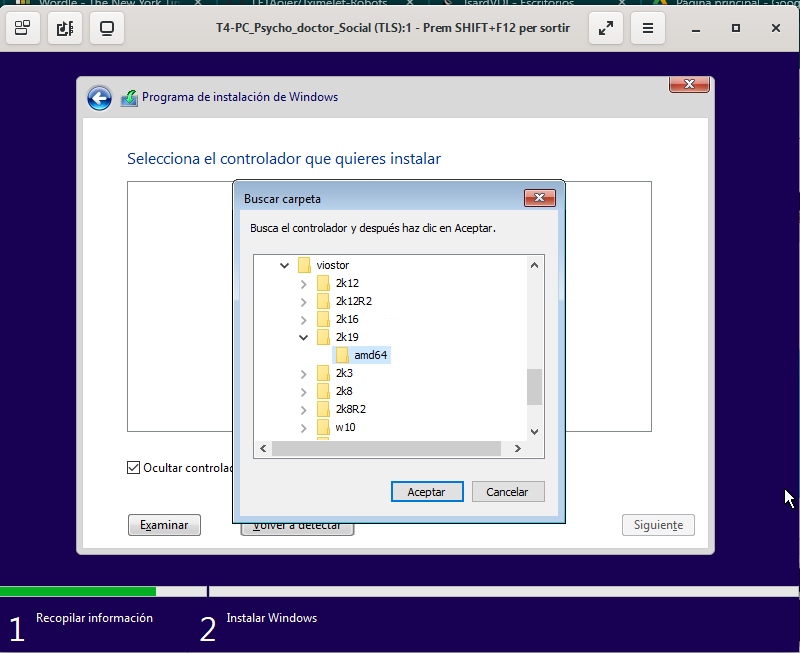 T4-PC_Psycho_doctor_Social (TLS):1 - Prem SHIFT+F12 per sortir
Programa de instalación de Windows
Selecciona el controlador que quieres instalar
Buscar carpeta
Busca el controlador y después haz clic en Aceptar.
viostor
2k12
2k12R2
2k16
2k19
amd64
2k3
2k8
2k8R2
w10
Aceptar
Cancelar
Ocultar controlad
Examinar
Volver a detectar
Siguiente
1 Recopilar información
2 Instalar Windows